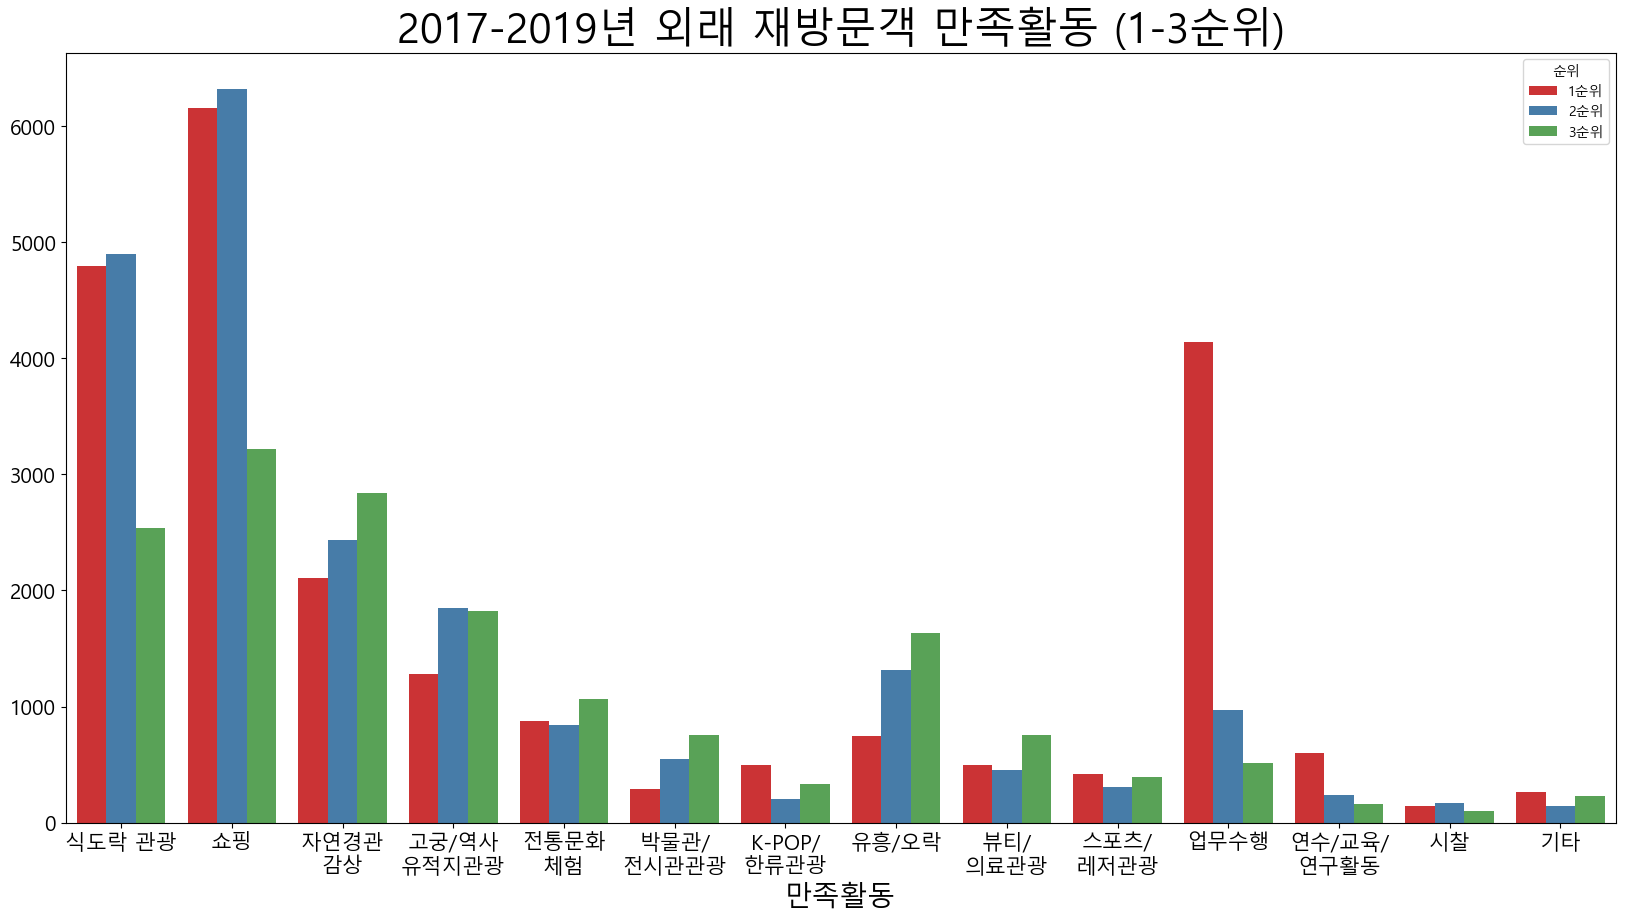 2017-2019년 외래 재방문객 만족활동 (1-3순위)
순위
1순위
2순위
3순위
6000
5000
4000
3000
2000
1000
0
식도락 관광
쇼핑
자연경관
감상
고궁/역사
유적지관광
전통문화
체험
박물관/
전시관관광
K-POP/
한류관광
유흥/오락
뷰티/
의료관광
스포츠/
레저관광
업무수행
연수/교육/
연구활동
시찰
기타
만족활동